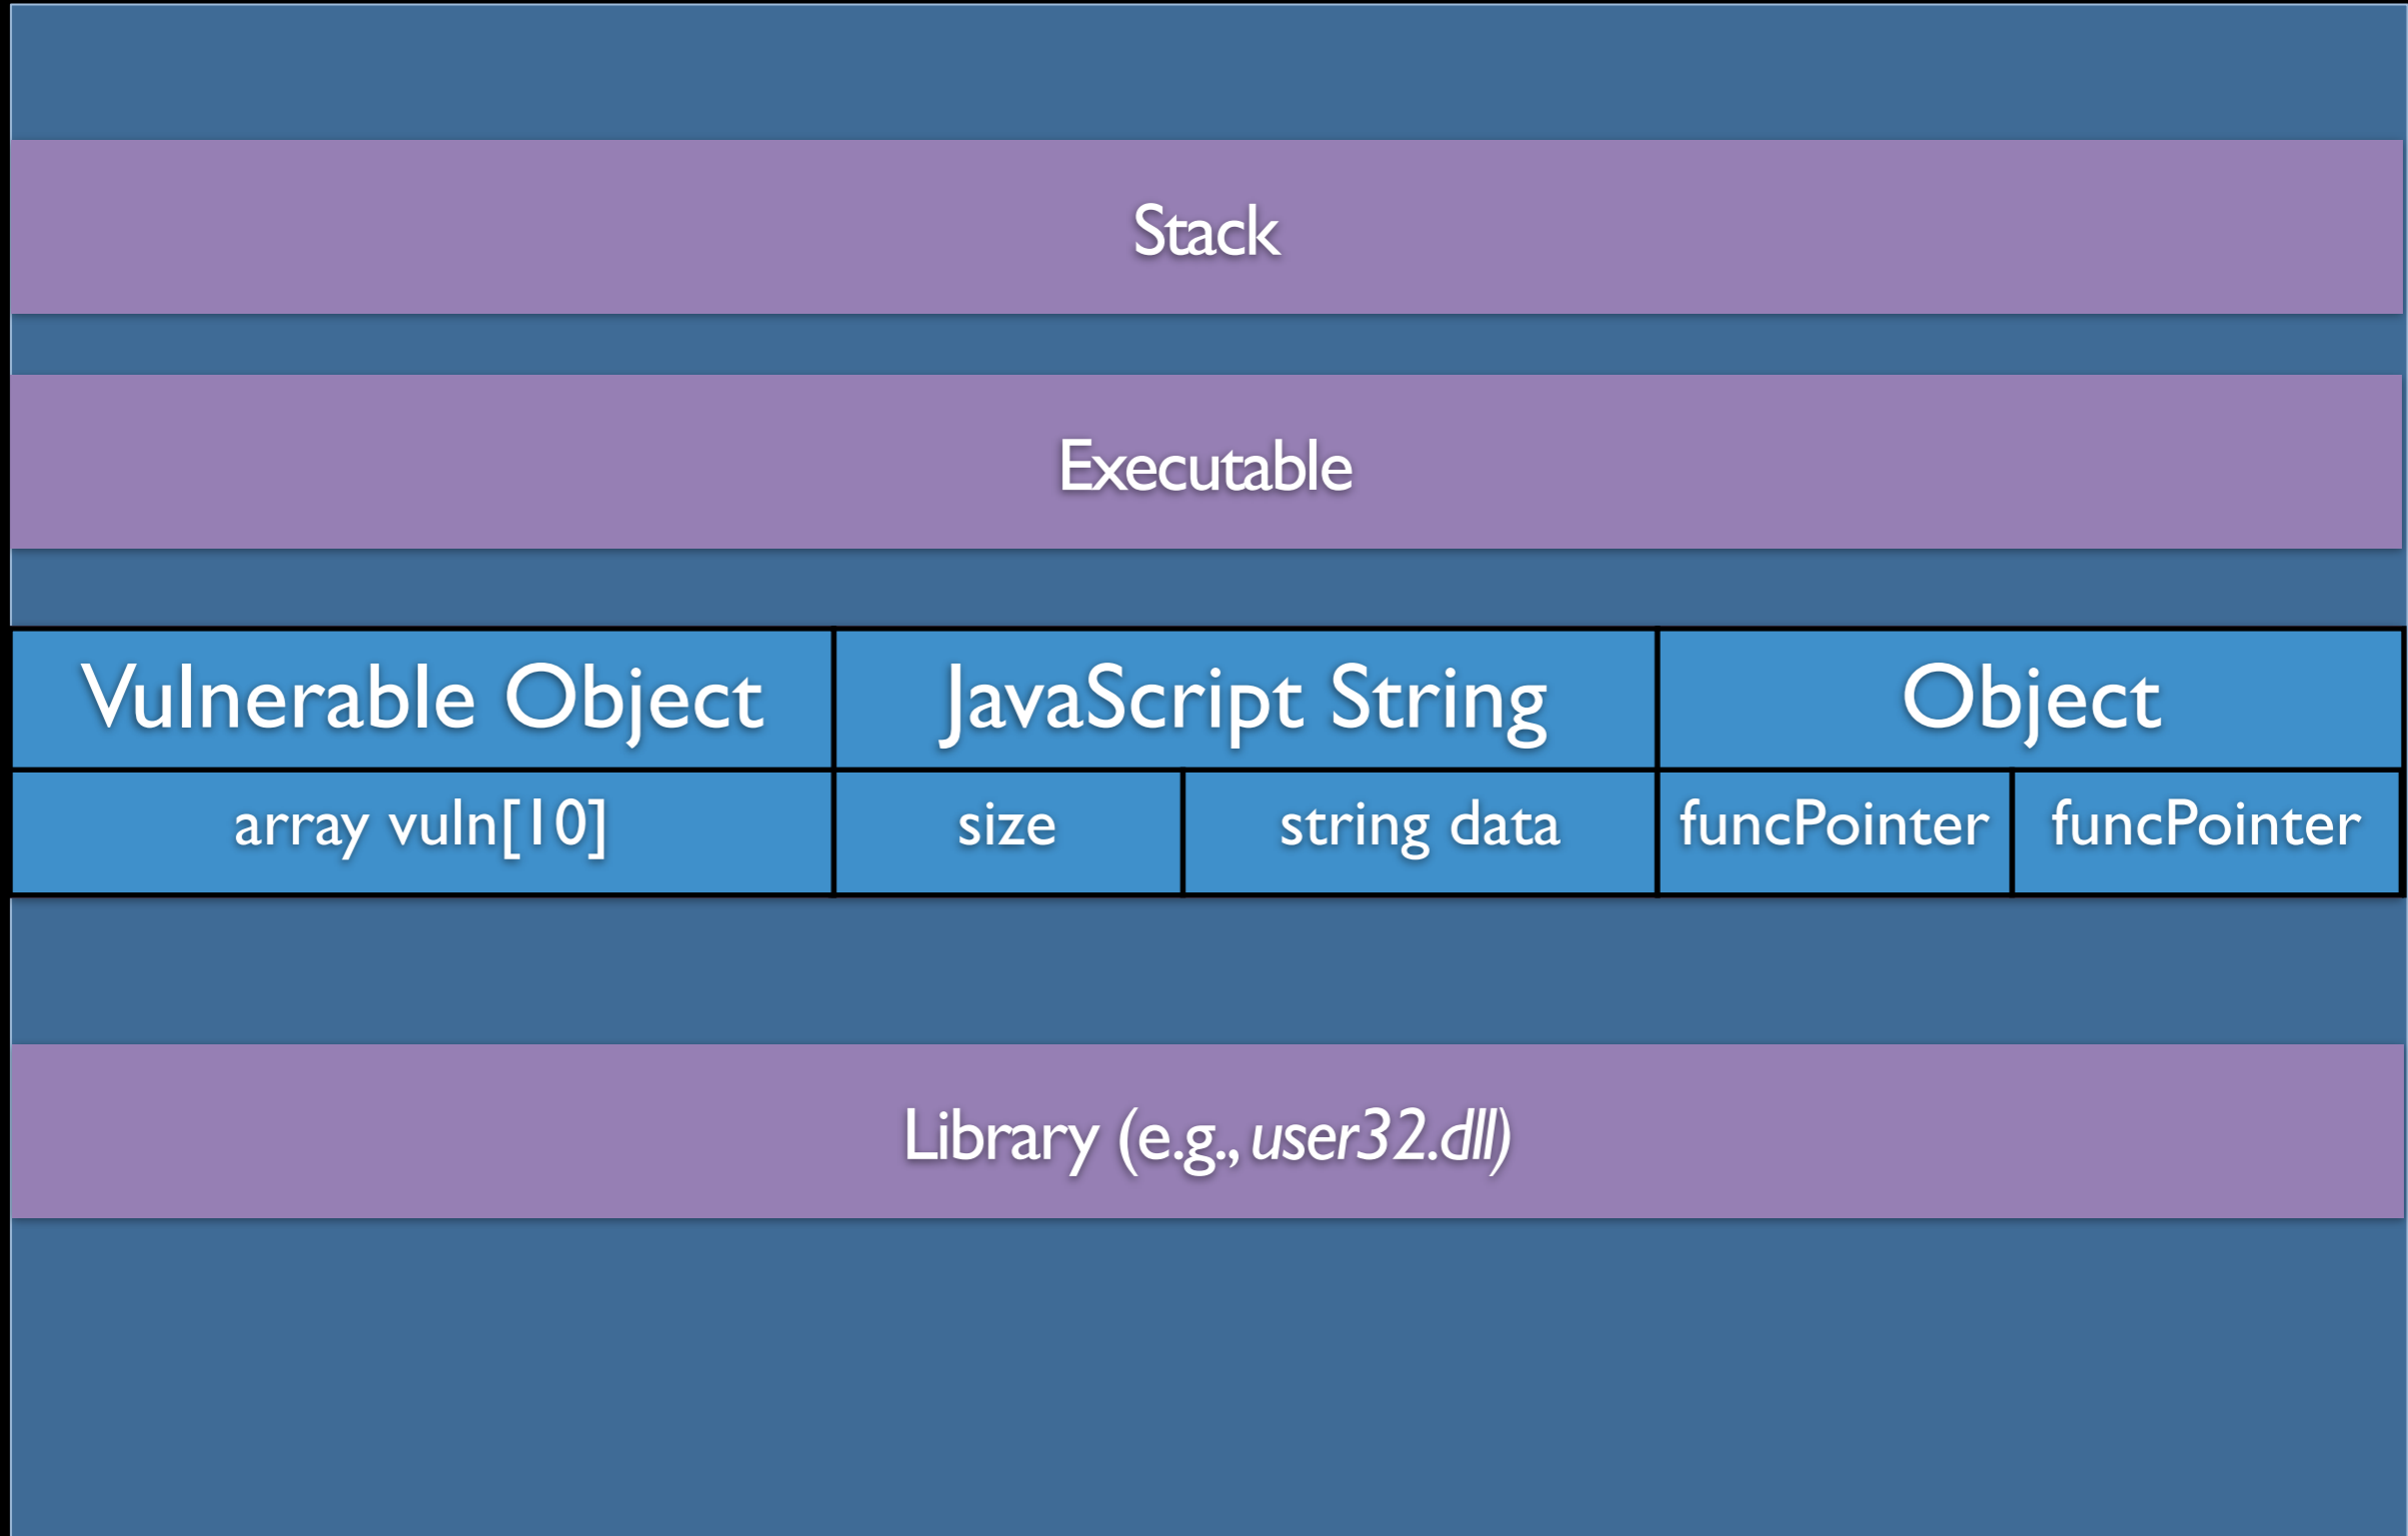 Stack
Executable
Vulnerable Object
JavaScript String
Object
array vuln[10]
size
string data
funcPointer
funcPointer
Library (e.g., user32.dll)